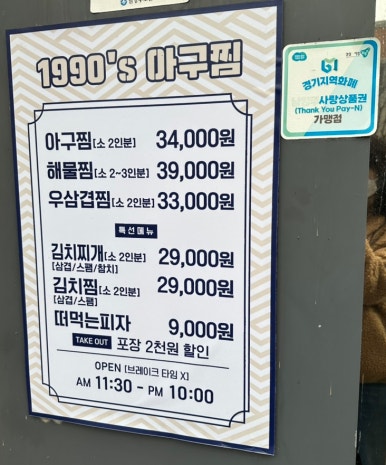 1990's 아구찜
아구찜[소 2인분] 34,000원
해물찜[소 2~3인분] 39,000원
우삼겹찜[소 2인분] 33,000원
특선메뉴
김치찌개[소 2인분] 29,000원
[삼겹/스팸/참치]
김치찜[소 2인분] 29,000원
[삼겹/스팸]
떠먹는피자 9,000원
TAKE OUT 포장 2천원 할인
OPEN [브레이크 타임 X]
AM 11:30 - PM 10:00
경기지역화폐
사랑상품권
(Thank You Pay-N)
가맹점